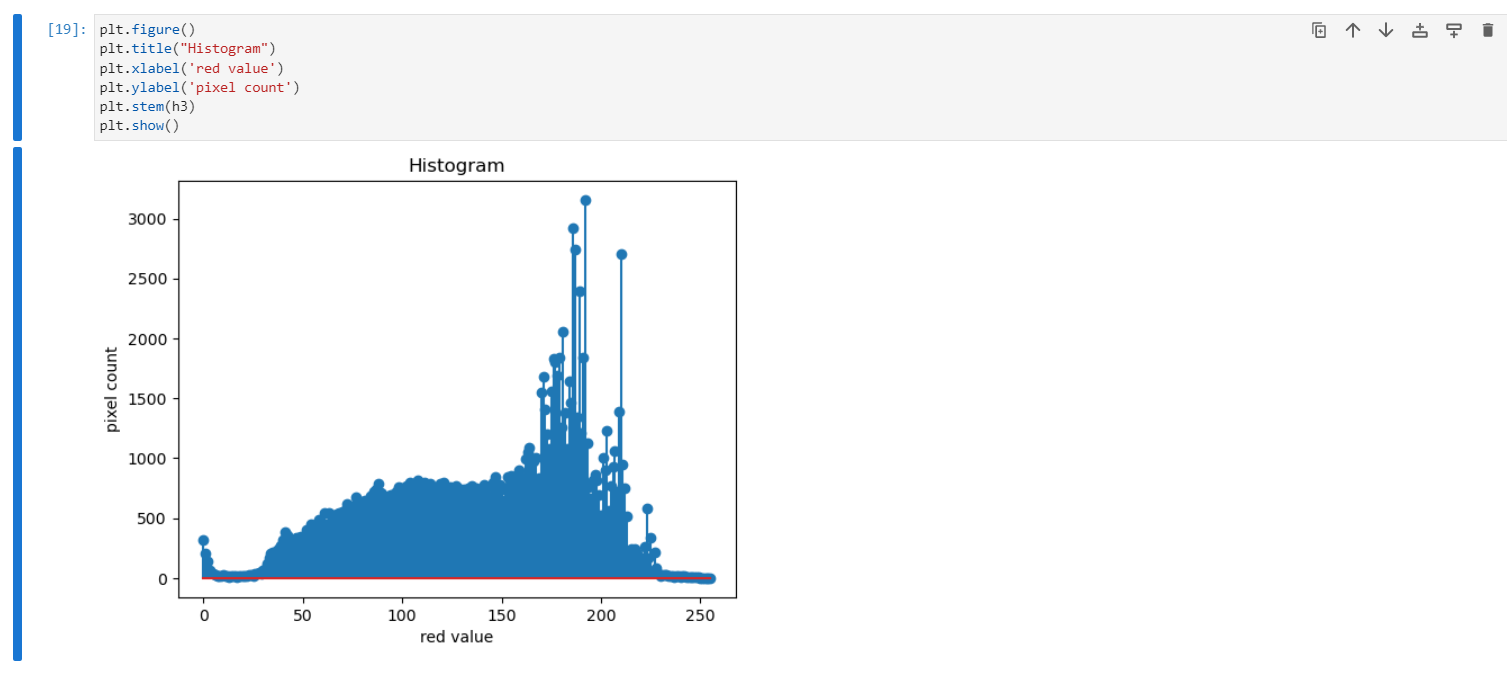 [19]:
plt.figure()
plt.title("Histogram")
plt.xlabel('red value')
plt.ylabel('pixel count')
plt.stem(h3)
plt.show()
Histogram
3000
2500
2000
1500
1000
500
0
pixel count
0 50 100 150 200 250
red value